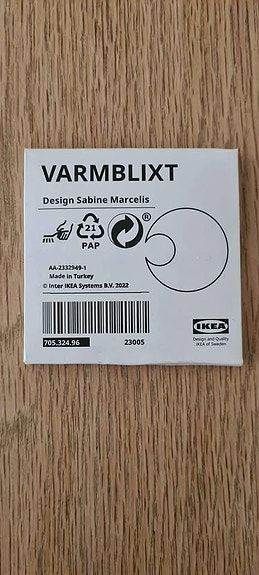 VARMBLIXT
Design Sabine Marcelis
21
PAP
®
AA-2332949-1
Made in Turkey
© Inter IKEA Systems B.V. 2022
705.324.96
23005
IKEA
Design and Quality
IKEA of Sweden